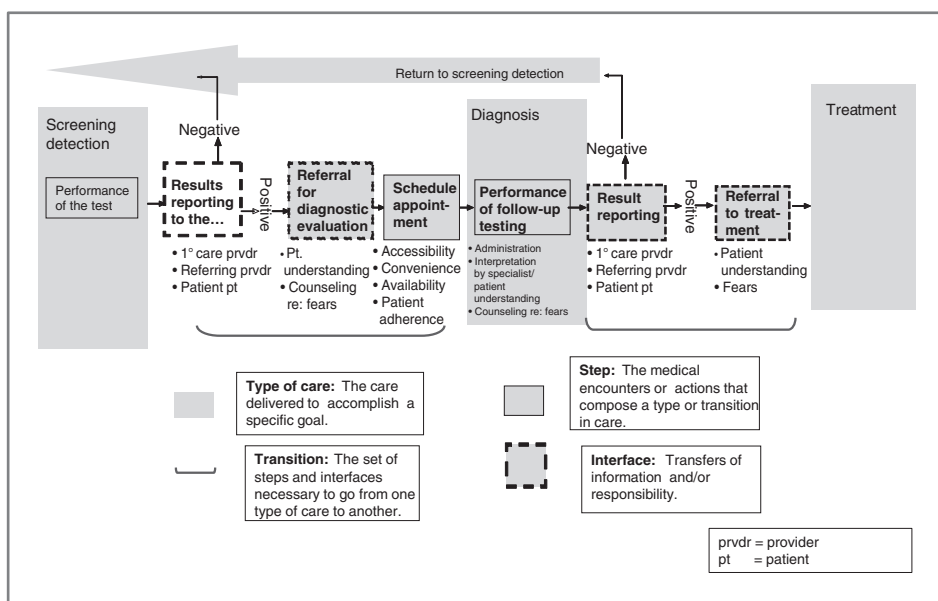 Return to screening detection
Screening
detection
Performance
of the test
Negative
Results
reporting
to the…
• 1° care prvdr
• Referring prvdr
• Patient pt
Positive
Referral
for
diagnostic
evaluation
• Pt.
understanding
• Counseling
re: fears
Schedule
appoint-
ment
• Accessibility
• Convenience
• Availability
• Patient
adherence
Diagnosis
Performance
of follow-up
testing
• Administration
• Interpretation
by specialist/
patient
understanding
• Counseling re: fears
Negative
Result
reporting
• 1° care prvdr
• Referring prvdr
• Patient pt
Positive
Referral
to treat-
ment
• Patient
understanding
• Fears
Treatment
Type of care: The care
delivered to accomplish a
specific goal.
Transition: The set of
steps and interfaces
necessary to go from one
type of care to another.
Step: The medical
encounters or actions that
compose a type or transition
in care.
Interface: Transfers of
information and/or
responsibility.
prvdr = provider
pt = patient